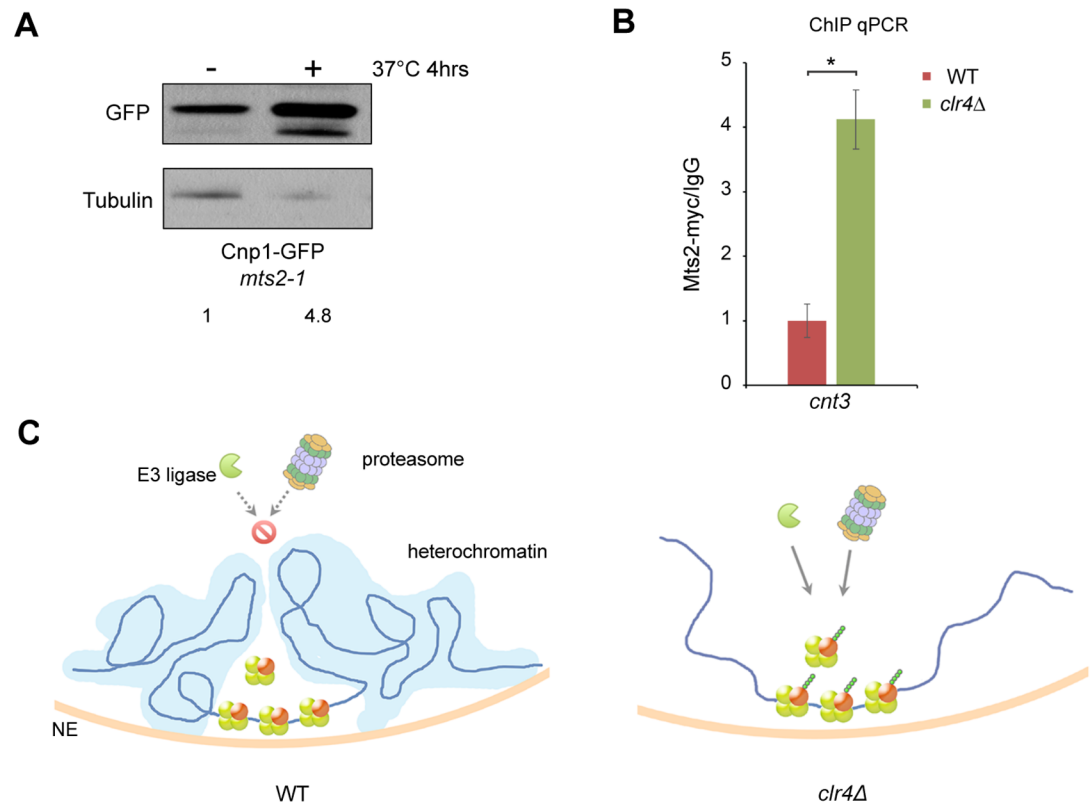 A
- + 37°C 4hrs
GFP
Tubulin
Cnp1-GFP
mts2-1
1 4.8
B
ChIP qPCR
Mts2-myc/IgG
5
4
3
2
1
0
*
WT
clr4Δ
cnt3
C
E3 ligase
proteasome
heterochromatin
NE
WT
clr4Δ